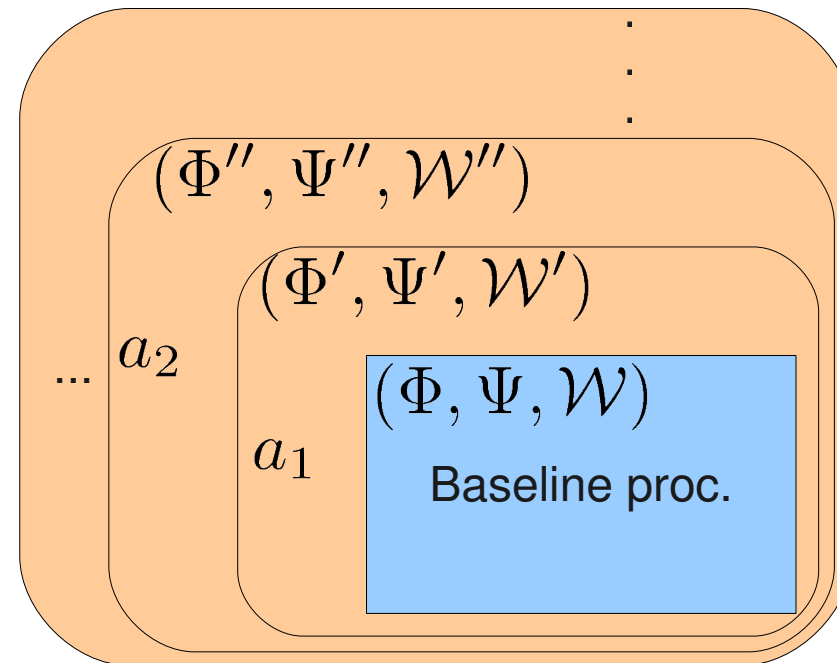 .
.
.
(Φ′′, Ψ′′, 𝒲′′)
(Φ′, Ψ′, 𝒲′)
... a₂
(Φ, Ψ, 𝒲)
a₁
Baseline proc.